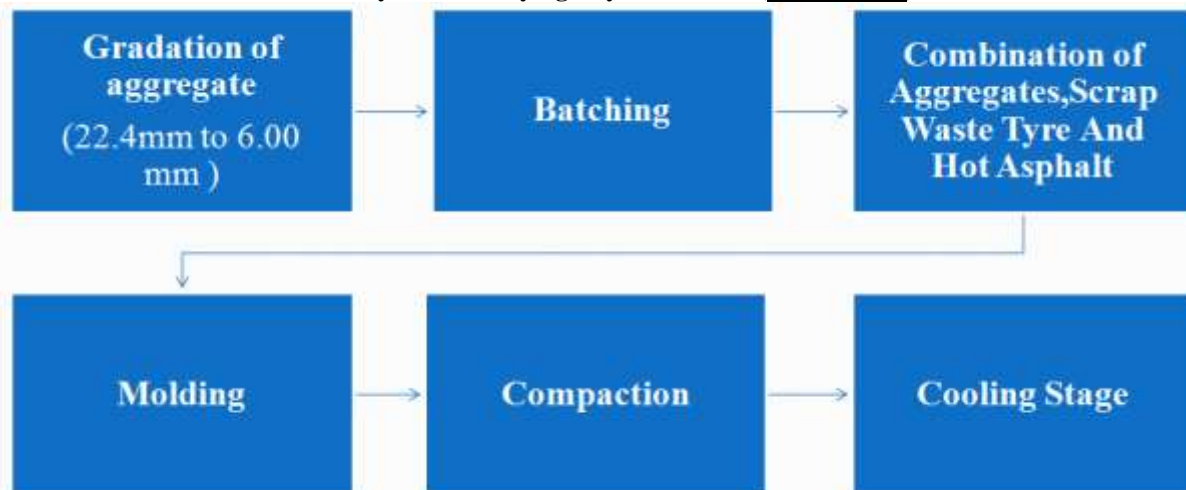 Gradation of
aggregate
(22.4mm to 6.00
mm )
Batching
Combination of
Aggregates,Scrap
Waste Tyre And
Hot Asphalt
Molding
Compaction
Cooling Stage